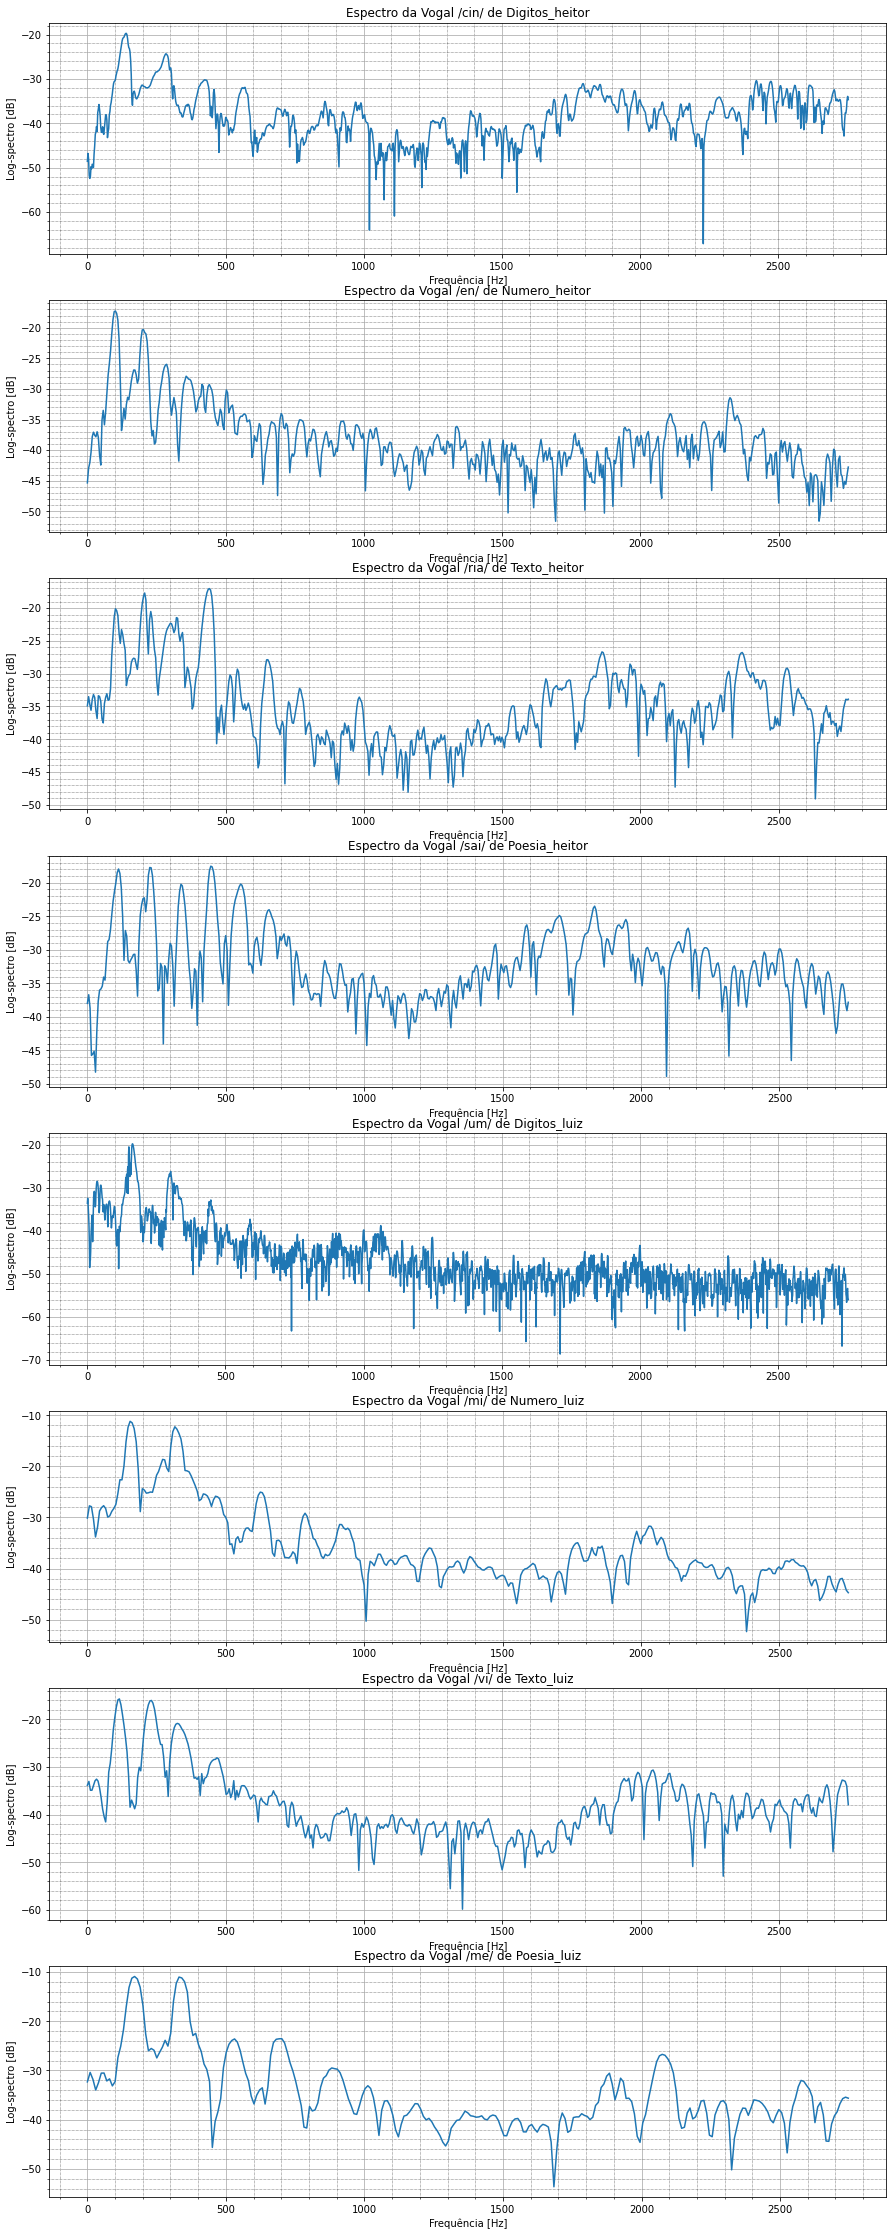 Espectro da Vogal /cin/ de Digitos_heitor
Log-spectro [dB]
−20
−30
−40
−50
−60
0 500 1000 1500 2000 2500
Frequência [Hz]
Espectro da Vogal /en/ de Numero_heitor
Log-spectro [dB]
−20
−25
−30
−35
−40
−45
−50
0 500 1000 1500 2000 2500
Frequência [Hz]
Espectro da Vogal /ria/ de Texto_heitor
Log-spectro [dB]
−20
−25
−30
−35
−40
−45
−50
0 500 1000 1500 2000 2500
Frequência [Hz]
Espectro da Vogal /sai/ de Poesia_heitor
Log-spectro [dB]
−20
−25
−30
−35
−40
−45
−50
0 500 1000 1500 2000 2500
Frequência [Hz]
Espectro da Vogal /um/ de Digitos_luiz
Log-spectro [dB]
−20
−30
−40
−50
−60
−70
0 500 1000 1500 2000 2500
Frequência [Hz]
Espectro da Vogal /mi/ de Numero_luiz
Log-spectro [dB]
−10
−20
−30
−40
−50
0 500 1000 1500 2000 2500
Frequência [Hz]
Espectro da Vogal /vi/ de Texto_luiz
Log-spectro [dB]
−20
−30
−40
−50
−60
0 500 1000 1500 2000 2500
Frequência [Hz]
Espectro da Vogal /me/ de Poesia_luiz
Log-spectro [dB]
−10
−20
−30
−40
−50
0 500 1000 1500 2000 2500
Frequência [Hz]